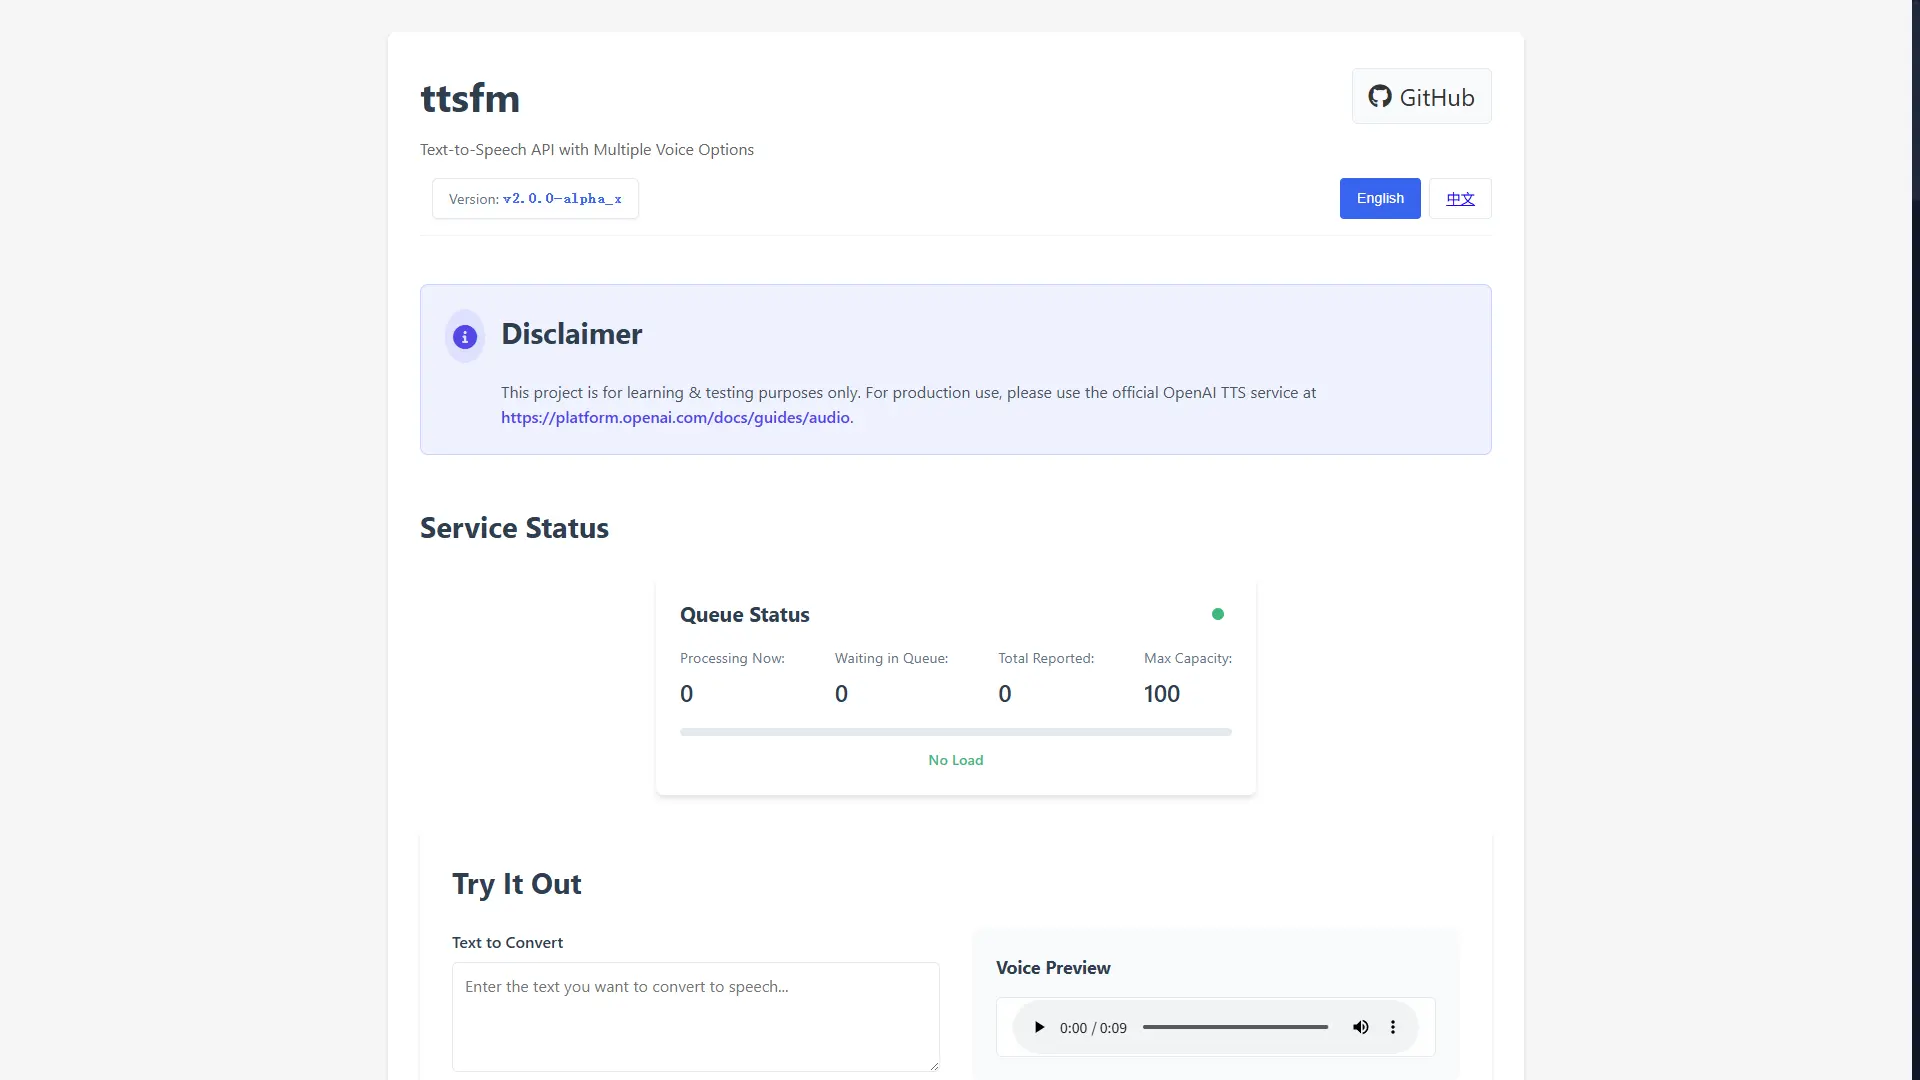 ttsfm
GitHub
Text-to-Speech API with Multiple Voice Options
Version: v2.0.0-alpha_x
English
中文
Disclaimer
This project is for learning & testing purposes only. For production use, please use the official OpenAI TTS service at
https://platform.openai.com/docs/guides/audio.
Service Status
Queue Status
Processing Now: Waiting in Queue: Total Reported: Max Capacity:
0 0 0 100
No Load
Try It Out
Text to Convert
Enter the text you want to convert to speech...
Voice Preview
0:00 / 0:09